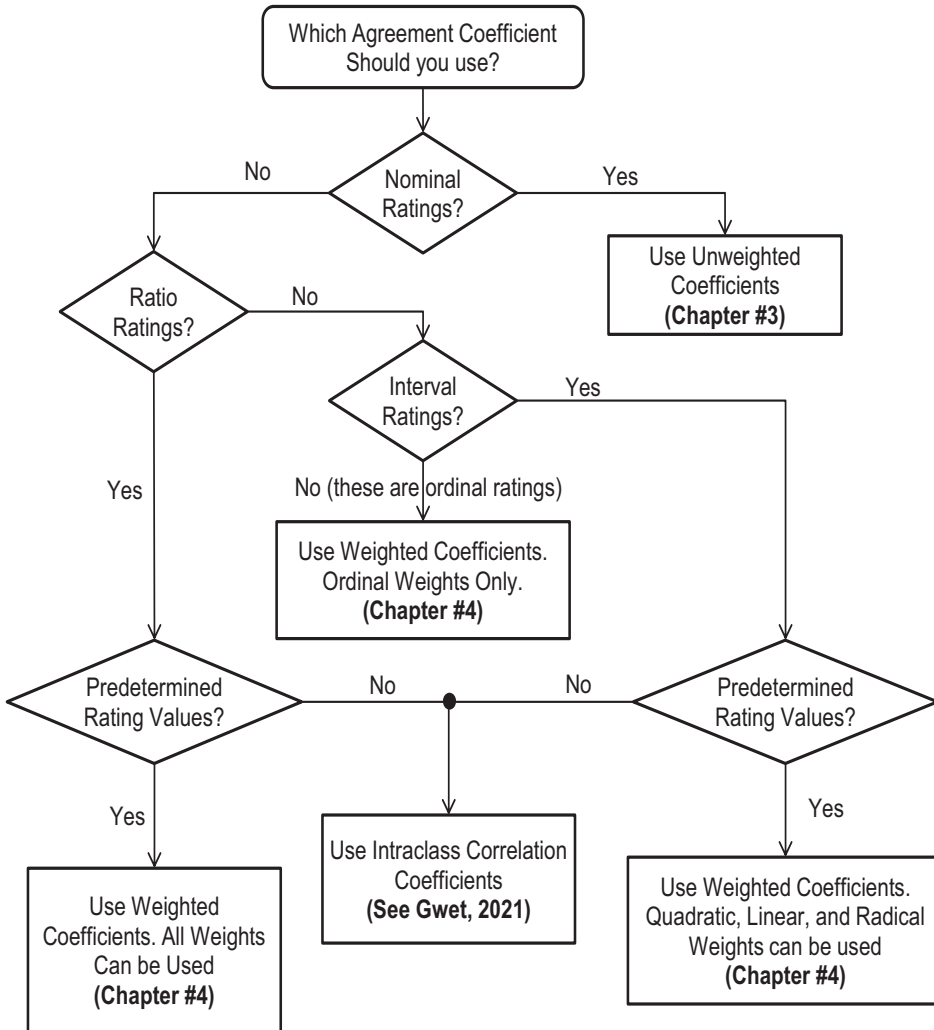 Which Agreement Coefficient
Should you use?
No
Nominal
Ratings?
Yes
Use Unweighted
Coefficients
(Chapter #3)
Ratio
Ratings?
No
Interval
Ratings?
Yes
Yes
No (these are ordinal ratings)
Use Weighted Coefficients.
Ordinal Weights Only.
(Chapter #4)
Predetermined
Rating Values?
No
No
Predetermined
Rating Values?
Yes
Use Weighted
Coefficients. All Weights
Can be Used
(Chapter #4)
Use Intraclass Correlation
Coefficients
(See Gwet, 2021)
Yes
Use Weighted Coefficients.
Quadratic, Linear, and Radical
Weights can be used
(Chapter #4)